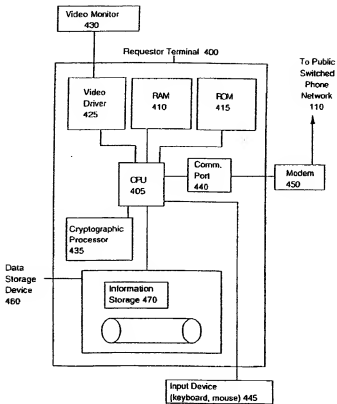 Video Monitor
430
Requestor Terminal 400
To Public
Switched
Phone
Network
110
Video
Driver
425
RAM
410
ROM
415
CPU
405
Comm.
Port
440
Modem
450
Cryptographic
Processor
435
Data
Storage
Device
460
Information
Storage 470
Input Device
(keyboard, mouse) 445